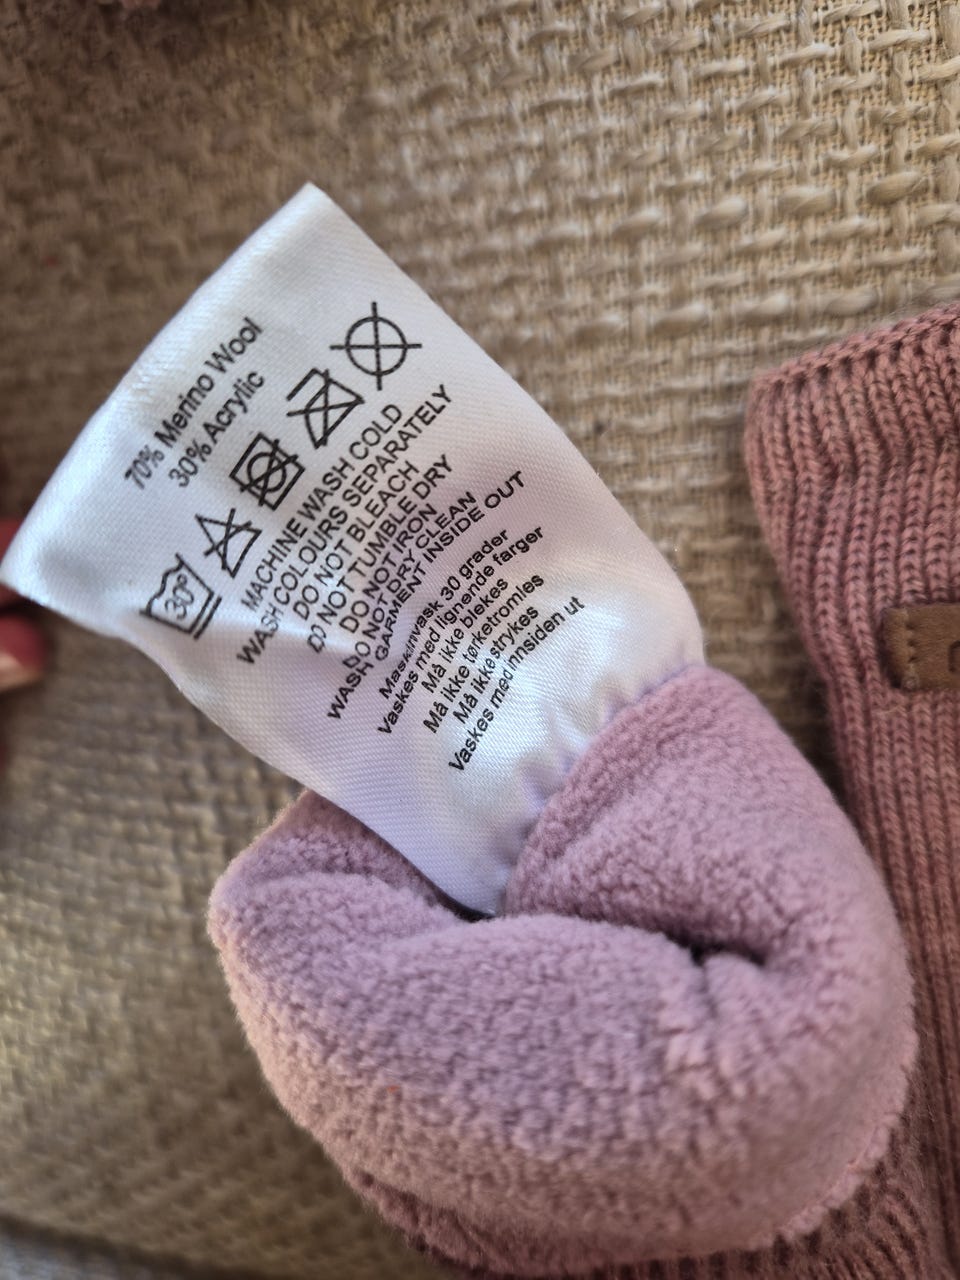 70% Merino Wool
30% Acryliic
30°
MACHINE WASH COLD
WASH COLOURS SEPARATELY
DO NOT BLEACH
DO NOT TUMBLE DRY
DO NOT IRON
DO NOT DRY CLEAN
WASH GARMENT INSIDE OUT
Maskinvask 30 grader
Vaskes med lignende farger
Må ikke blekes
Må ikke tørketromles
Må ikke strykes
Vaskes med innsiden ut